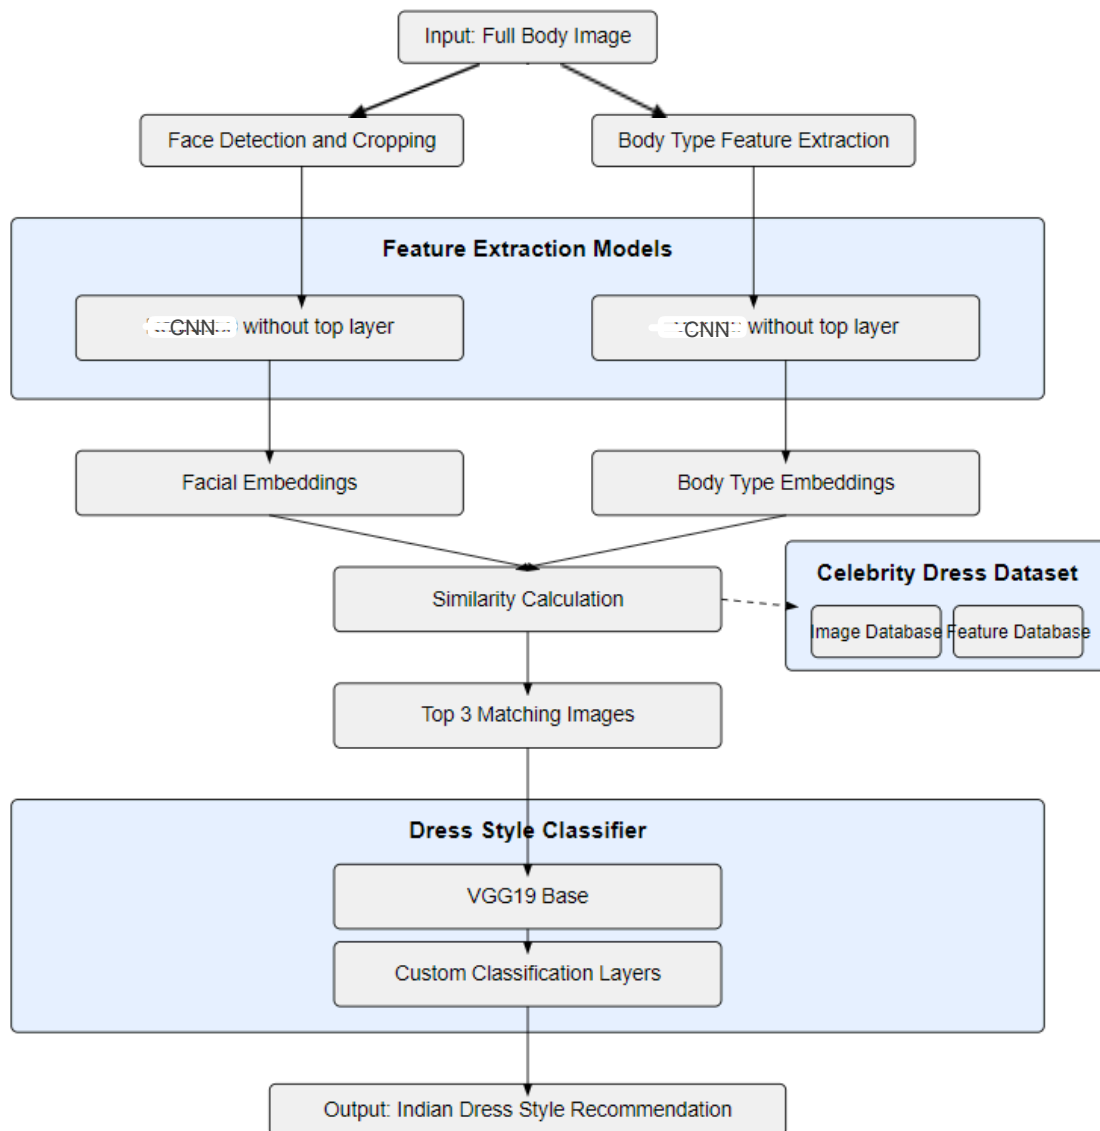 Input: Full Body Image
Face Detection and Cropping
Body Type Feature Extraction
Feature Extraction Models
CNN without top layer
CNN without top layer
Facial Embeddings
Body Type Embeddings
Similarity Calculation
Celebrity Dress Dataset
Image Database
Feature Database
Top 3 Matching Images
Dress Style Classifier
VGG19 Base
Custom Classification Layers
Output: Indian Dress Style Recommendation